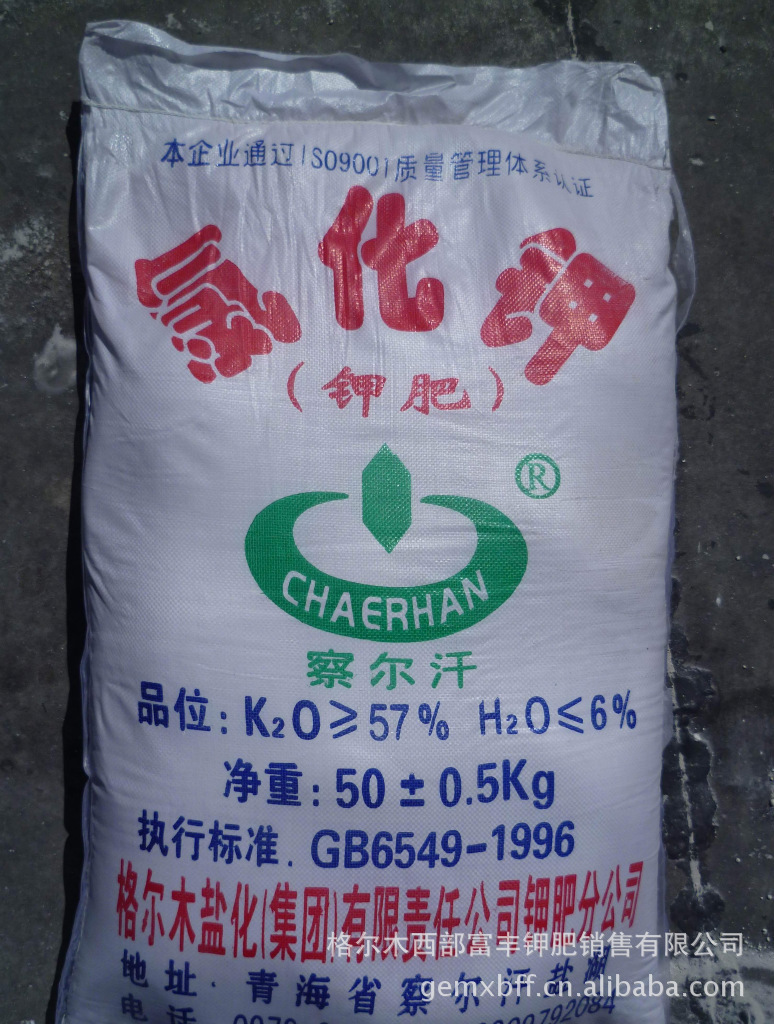 本企业通过ISO9001质量管理体系认证
氯化钾
（钾肥）
®
CHAERHAN
察尔汗
品位：K₂O≥57% H₂O≤6%
净重：50±0.5Kg
执行标准．GB6549-1996
格尔木盐化(集团)有限责任公司钾肥分公司
格尔木西部富丰钾肥销售有限公司
地址．青海省察尔汗盐湖
gemxbff.cn.alibaba.com
电话